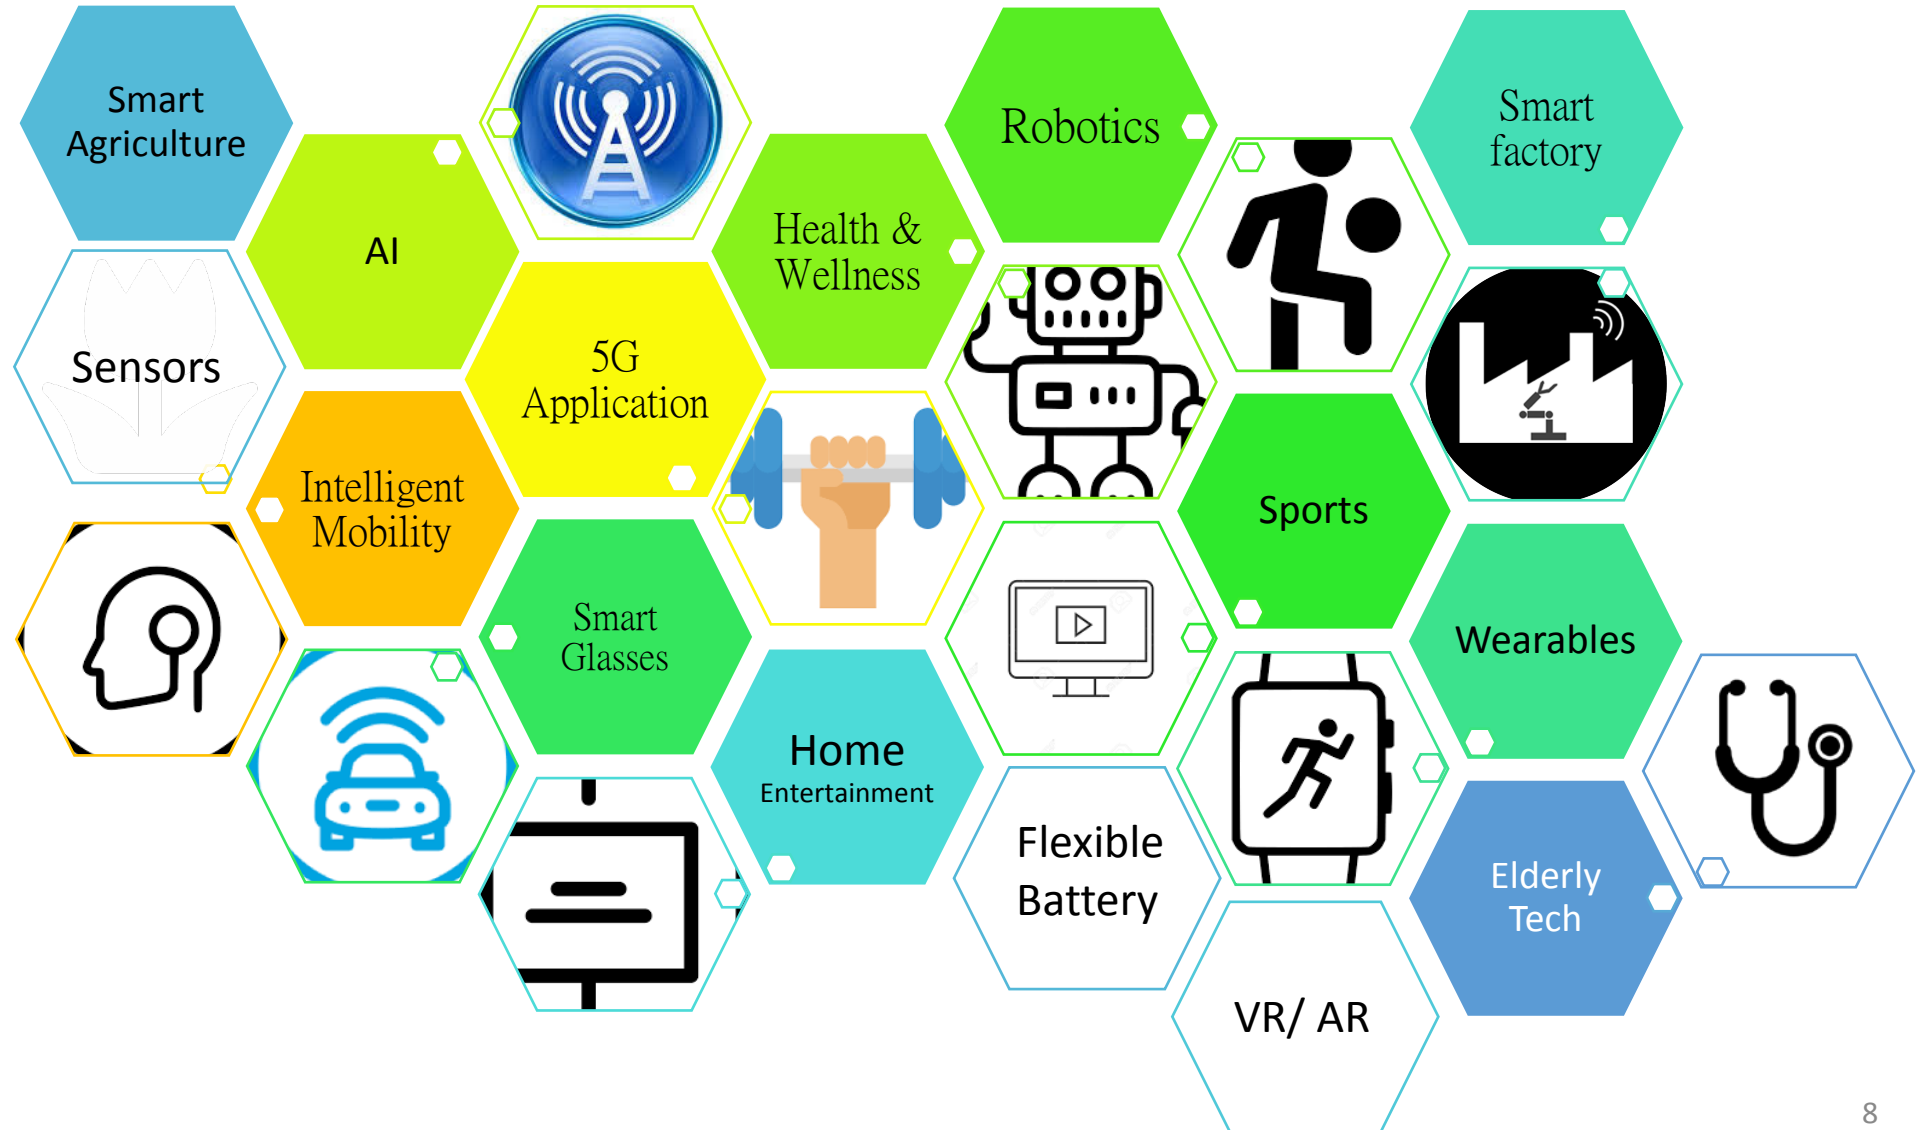 Smart
Agriculture
AI
Sensors
5G
Application
Health &
Wellness
Robotics
Smart
factory
Intelligent
Mobility
Smart
Glasses
Sports
Wearables
Home
Entertainment
Flexible
Battery
Elderly
Tech
VR/ AR
8